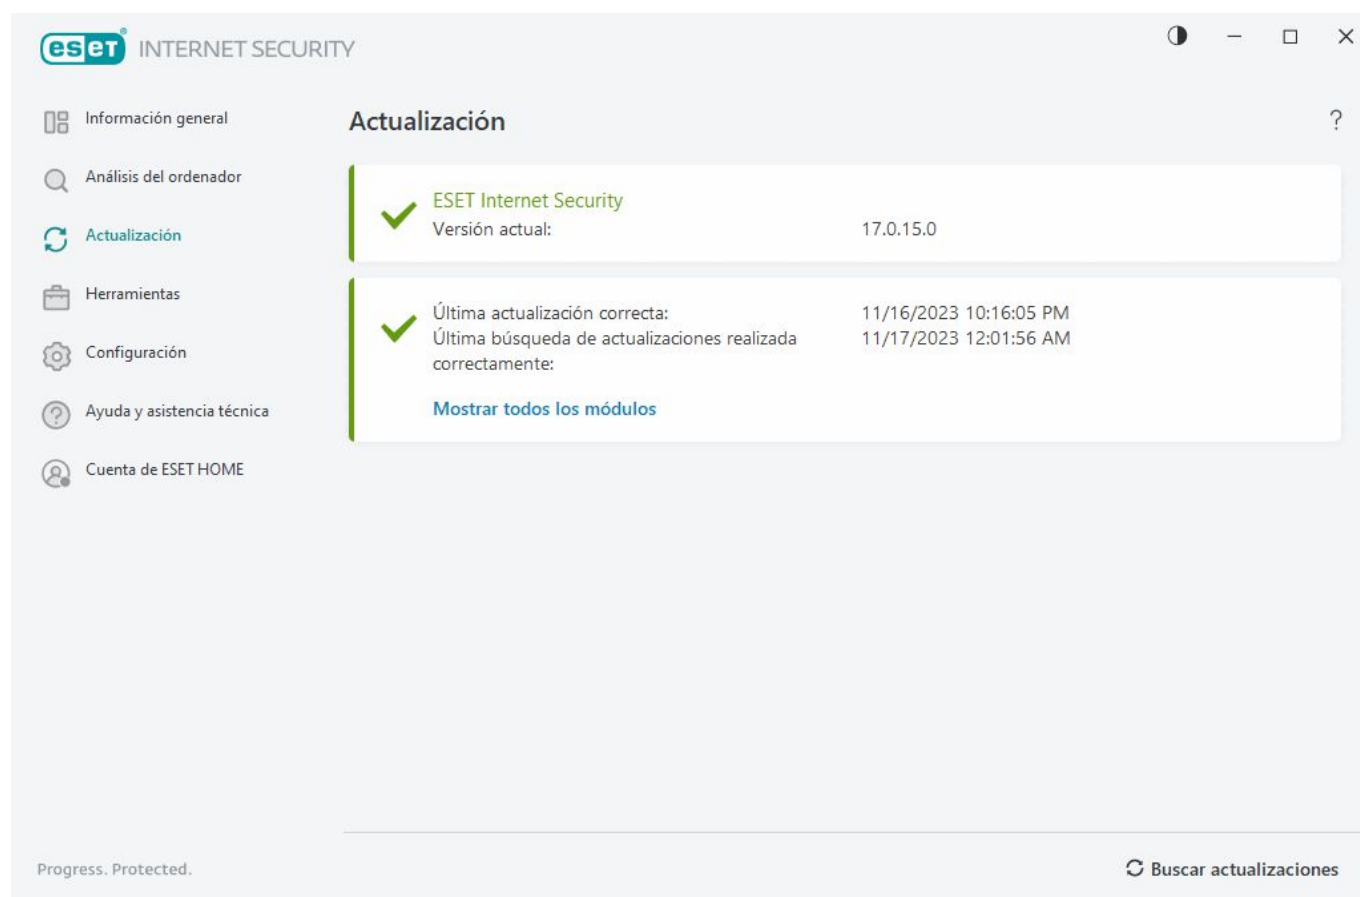 eset® INTERNET SECURITY
Información general
Análisis del ordenador
Actualización
Herramientas
Configuración
Ayuda y asistencia técnica
Cuenta de ESET HOME
Actualización
?
ESET Internet Security
Versión actual: 17.0.15.0
Última actualización correcta: 11/16/2023 10:16:05 PM
Última búsqueda de actualizaciones realizada 11/17/2023 12:01:56 AM
correctamente:
Mostrar todos los módulos
Progress. Protected.
Buscar actualizaciones